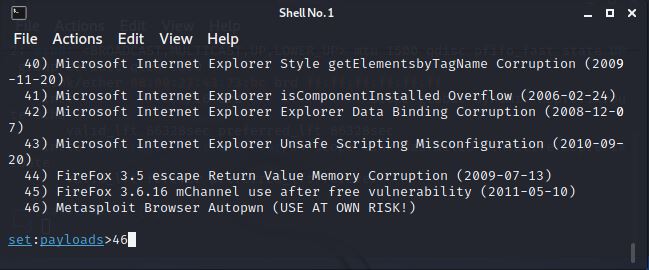 Shell No. 1
File Actions Edit View Help
40) Microsoft Internet Explorer Style getElementsbyTagName Corruption (2009
-11-20)
41) Microsoft Internet Explorer isComponentInstalled Overflow (2006-02-24)
42) Microsoft Internet Explorer Explorer Data Binding Corruption (2008-12-0
7)
43) Microsoft Internet Explorer Unsafe Scripting Misconfiguration (2010-09-
20)
44) FireFox 3.5 escape Return Value Memory Corruption (2009-07-13)
45) FireFox 3.6.16 mChannel use after free vulnerability (2011-05-10)
46) Metasploit Browser Autopwn (USE AT OWN RISK!)
set:payloads>46